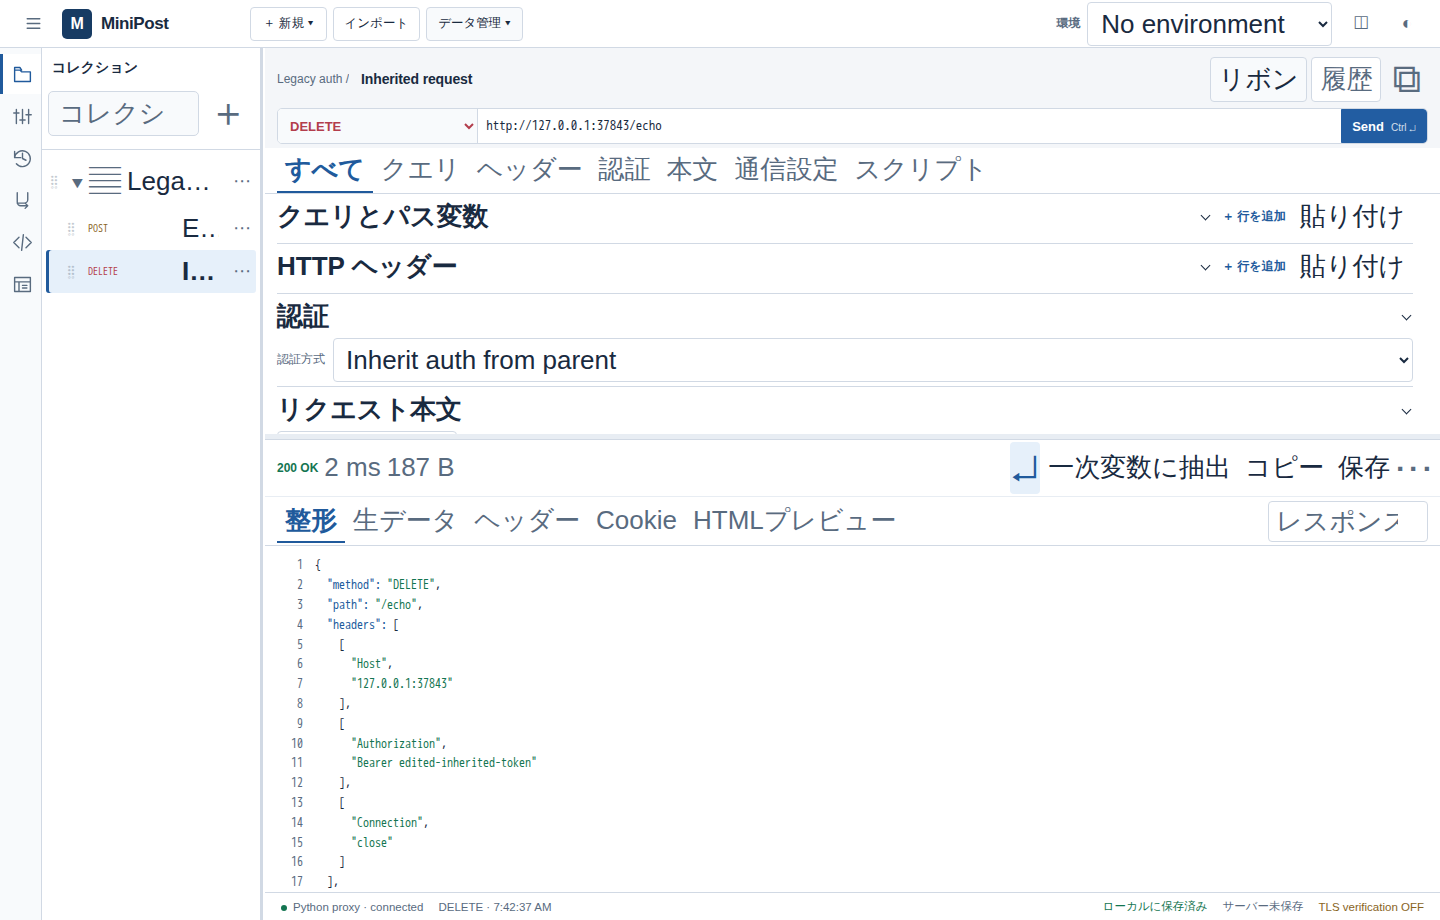 M MiniPost
＋ 新規 ▾ インポート データ管理 ▾
環境 No environment
コレクション
コレクシ ＋
Lega… ···
POST E.. ···
DELETE I... ···
Legacy auth / Inherited request
リボン 履歴
DELETE http://127.0.0.1:37843/echo Send Ctrl
すべて クエリ ヘッダー 認証 本文 通信設定 スクリプト
クエリとパス変数 ＋ 行を追加 貼り付け
HTTP ヘッダー ＋ 行を追加 貼り付け
認証
認証方式 Inherit auth from parent
リクエスト本文
200 OK 2 ms 187 B 一次変数に抽出 コピー 保存 ···
整形 生データ ヘッダー Cookie HTMLプレビュー レスポンス
1 {
2 "method": "DELETE",
3 "path": "/echo",
4 "headers": [
5 [
6 "Host",
7 "127.0.0.1:37843"
8 ],
9 [
10 "Authorization",
11 "Bearer edited-inherited-token"
12 ],
13 [
14 "Connection",
15 "close"
16 ]
17 ],
Python proxy · connected DELETE · 7:42:37 AM ローカルに保存済み サーバー未保存 TLS verification OFF